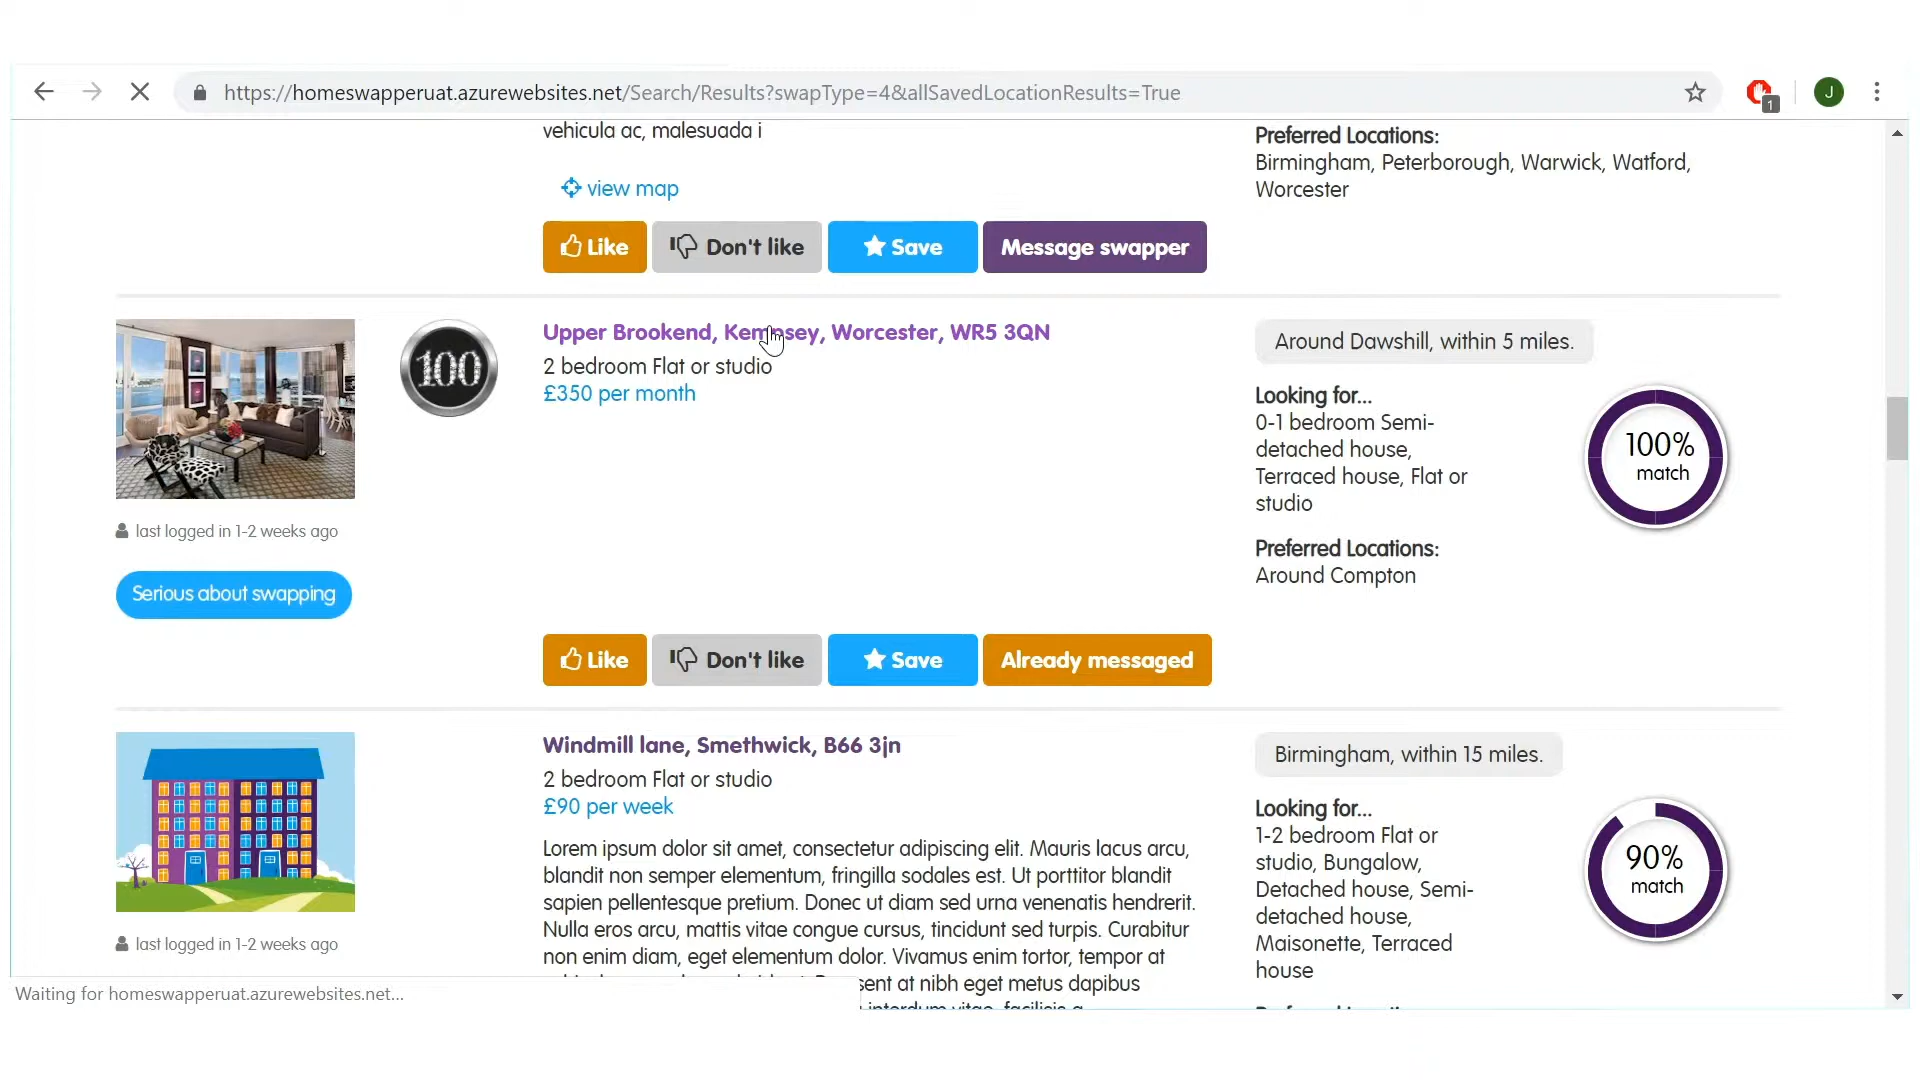 https://homeswapperuat.azurewebsites.net/Search/Results?swapType=4&allSavedLocationResults=True
1
J
vehicula ac, malesuada i
view map
Like
Don't like
Save
Message swapper
Preferred Locations:
Birmingham, Peterborough, Warwick, Watford,
Worcester
100
Upper Brookend, Kempsey, Worcester, WR5 3QN
2 bedroom Flat or studio
£350 per month
last logged in 1-2 weeks ago
Serious about swapping
Like
Don't like
Save
Already messaged
Around Dawshill, within 5 miles.
Looking for...
0-1 bedroom Semi-
detached house,
Terraced house, Flat or
studio
Preferred Locations:
Around Compton
100%
match
Windmill lane, Smethwick, B66 3jn
2 bedroom Flat or studio
£90 per week
Lorem ipsum dolor sit amet, consectetur adipiscing elit. Mauris lacus arcu,
blandit non semper elementum, fringilla sodales est. Ut porttitor blandit
sapien pellentesque pretium. Donec ut diam sed urna venenatis hendrerit.
Nulla eros arcu, mattis vitae congue cursus, tincidunt sed turpis. Curabitur
non enim diam, eget elementum dolor. Vivamus enim tortor, tempor at
at nibh eget metus dapibus
last logged in 1-2 weeks ago
Birmingham, within 15 miles.
Looking for...
1-2 bedroom Flat or
studio, Bungalow,
Detached house, Semi-
detached house,
Maisonette, Terraced
house
90%
match
Waiting for homeswapperuat.azurewebsites.net...